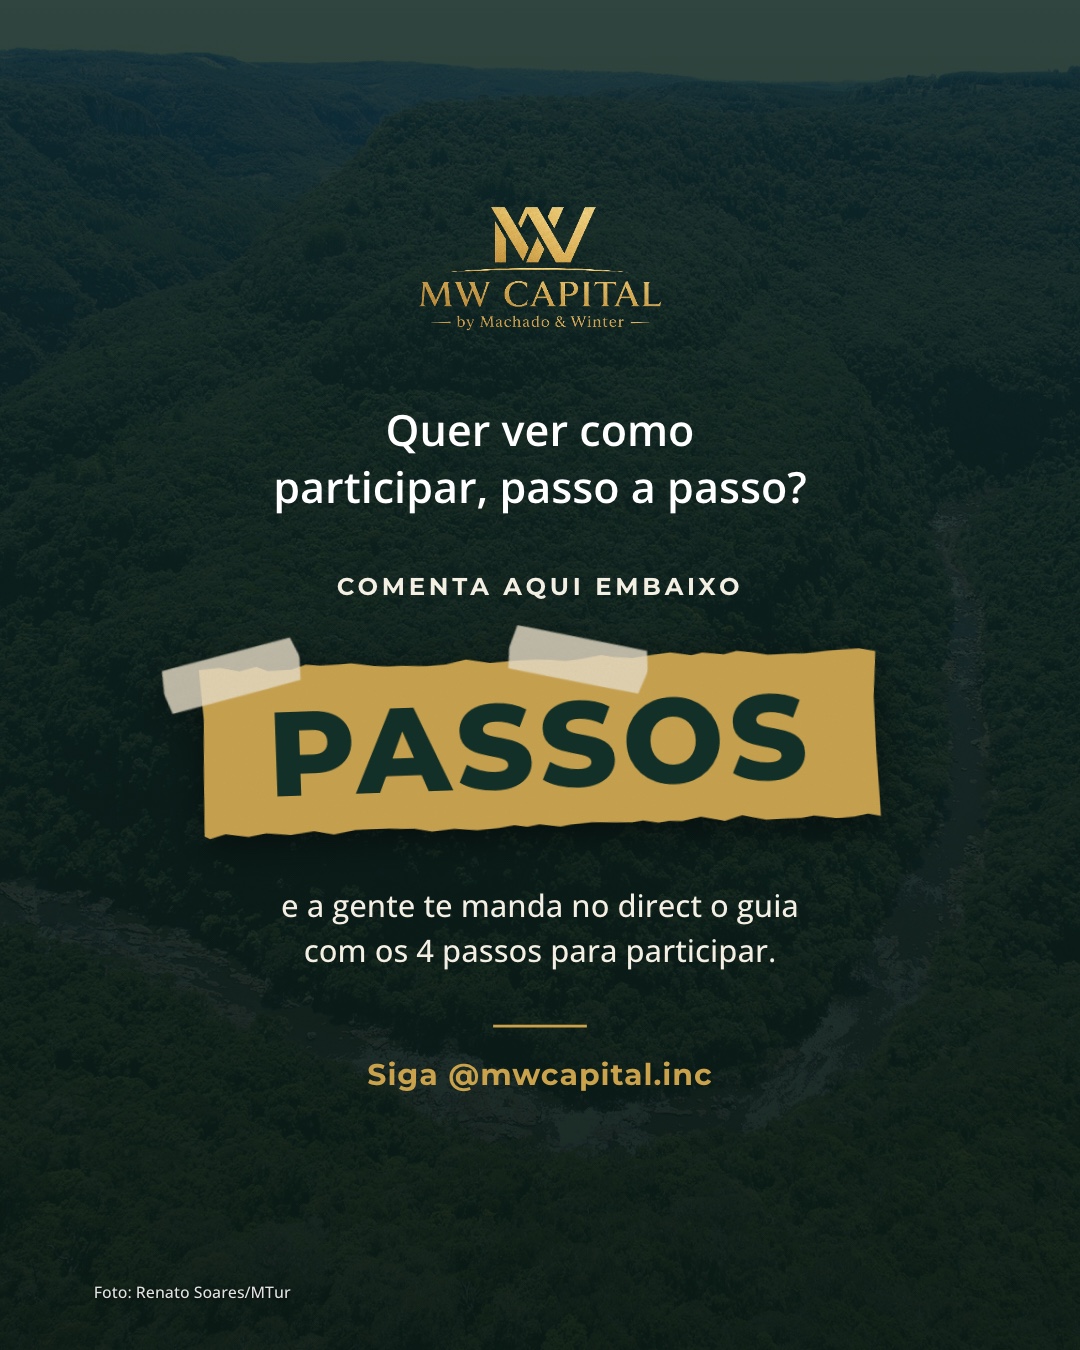 MW
MW CAPITAL
by Machado & Winter
Quer ver como
participar, passo a passo?
COMENTA AQUI EMBAIXO
PASSOS
e a gente te manda no direct o guia
com os 4 passos para participar.
Siga @mwcapital.inc
Foto: Renato Soares/MTur